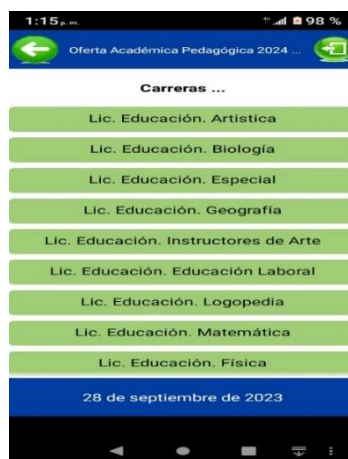 1:15 p. m.
98 %
Oferta Académica Pedagógica 2024 ...
Carreras ...
Lic. Educación. Artistica
Lic. Educación. Biología
Lic. Educación. Especial
Lic. Educación. Geografía
Lic. Educación. Instructores de Arte
Lic. Educación. Educación Laboral
Lic. Educación. Logopedia
Lic. Educación. Matemática
Lic. Educación. Física
28 de septiembre de 2023